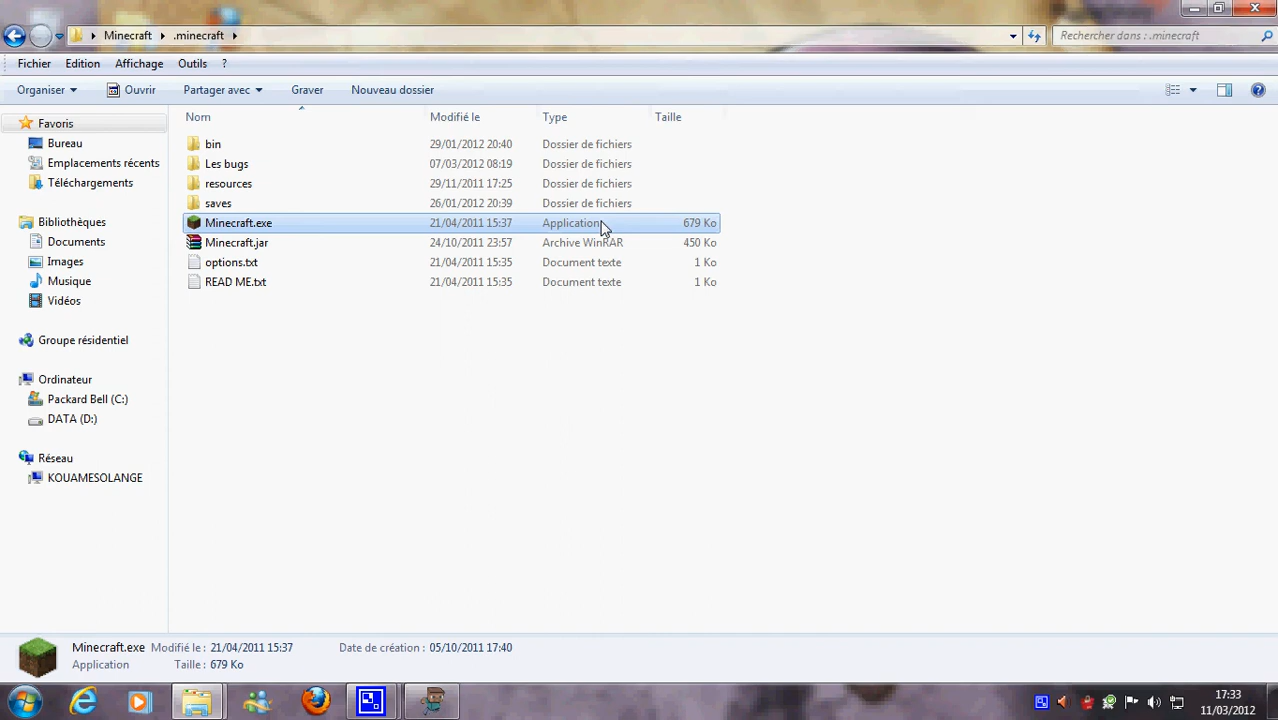 Minecraft .minecraft Rechercher dans : .minecraft
Fichier Edition Affichage Outils ?
Organiser Ouvrir Partager avec Graver Nouveau dossier
Nom Modifié le Type Taille
Favoris
Bureau
Emplacements récents
Téléchargements
Bibliothèques
Documents
Images
Musique
Vidéos
Groupe résidentiel
Ordinateur
Packard Bell (C:)
DATA (D:)
Réseau
KOUAMESOLANGE
bin 29/01/2012 20:40 Dossier de fichiers
Les bugs 07/03/2012 08:19 Dossier de fichiers
resources 29/11/2011 17:25 Dossier de fichiers
saves 26/01/2012 20:39 Dossier de fichiers
Minecraft.exe 21/04/2011 15:37 Application 679 Ko
Minecraft.jar 24/10/2011 23:57 Archive WinRAR 450 Ko
options.txt 21/04/2011 15:35 Document texte 1 Ko
READ ME.txt 21/04/2011 15:35 Document texte 1 Ko
Minecraft.exe Modifié le : 21/04/2011 15:37 Date de création : 05/10/2011 17:40
Application Taille : 679 Ko
17:33
11/03/2012